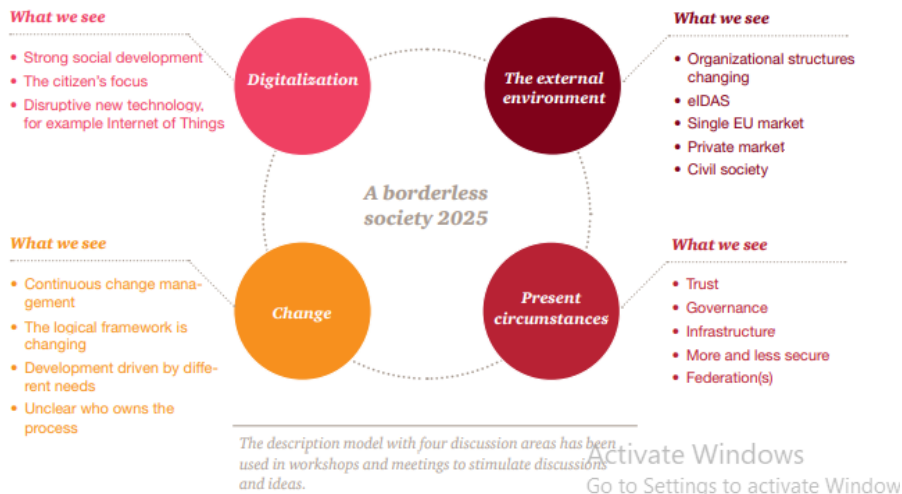 What we see
• Strong social development
• The citizen's focus
• Disruptive new technology,
for example Internet of Things
Digitalization
The external
environment
What we see
• Organizational structures
changing
• eIDAS
• Single EU market
• Private market
• Civil society
A borderless
society 2025
What we see
• Continuous change mana-
gement
• The logical framework is
changing
• Development driven by diffe-
rent needs
• Unclear who owns the
process
Change
Present
circumstances
What we see
• Trust
• Governance
• Infrastructure
• More and less secure
• Federation(s)
The description model with four discussion areas has been
used in workshops and meetings to stimulate discussions
and ideas.
Activate Windows
Go to Settings to activate Window